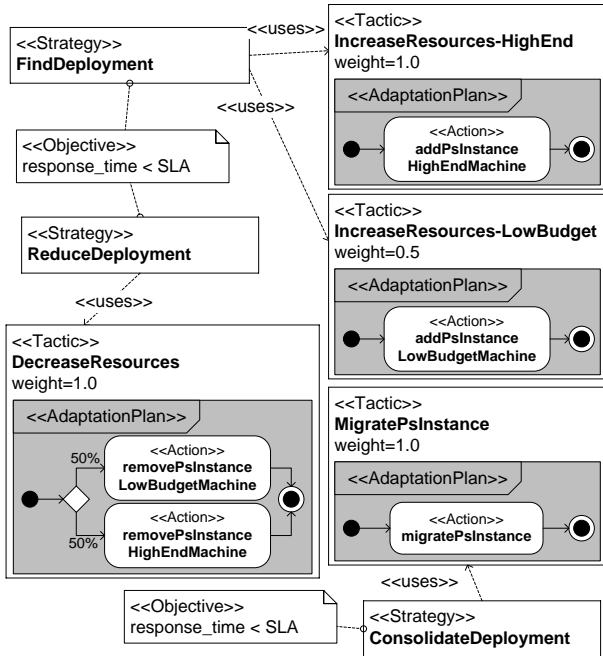 <<Strategy>>
FindDeployment
<<uses>>
<<Tactic>>
IncreaseResources-HighEnd
weight=1.0
<<AdaptationPlan>>
<<Action>>
addPsInstance
HighEndMachine
<<uses>>
<<Objective>>
response_time < SLA
<<Strategy>>
ReduceDeployment
<<uses>>
<<Tactic>>
IncreaseResources-LowBudget
weight=0.5
<<AdaptationPlan>>
<<Action>>
addPsInstance
LowBudgetMachine
<<Tactic>>
DecreaseResources
weight=1.0
<<AdaptationPlan>>
50%
<<Action>>
removePsInstance
LowBudgetMachine
50%
<<Action>>
removePsInstance
HighEndMachine
<<Tactic>>
MigratePsInstance
weight=1.0
<<AdaptationPlan>>
<<Action>>
migratePsInstance
<<uses>>
<<Objective>>
response_time < SLA
<<Strategy>>
ConsolidateDeployment